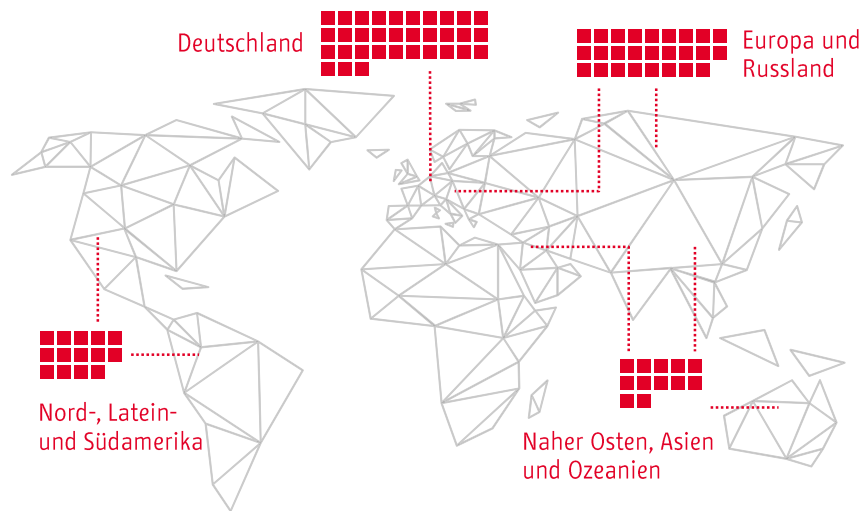 Deutschland
Europa und
Russland
Nord-, Latein-
und Südamerika
Naher Osten, Asien
und Ozeanien